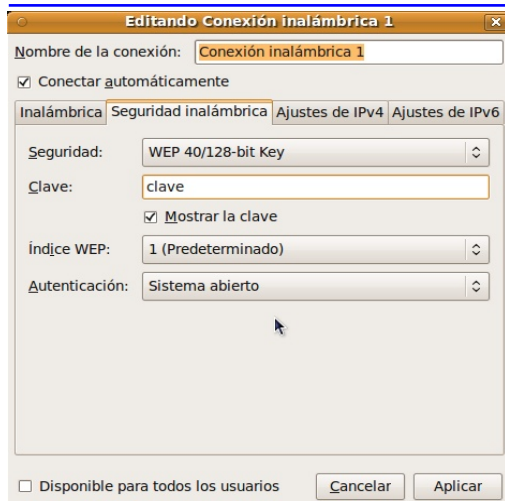 Editando Conexión inalámbrica 1
Nombre de la conexión: Conexión inalámbrica 1
Conectar automáticamente
Inalámbrica Seguridad inalámbrica Ajustes de IPv4 Ajustes de IPv6
Seguridad: WEP 40/128-bit Key
Clave: clave
Mostrar la clave
Índice WEP: 1 (Predeterminado)
Autenticación: Sistema abierto
Disponible para todos los usuarios Cancelar Aplicar